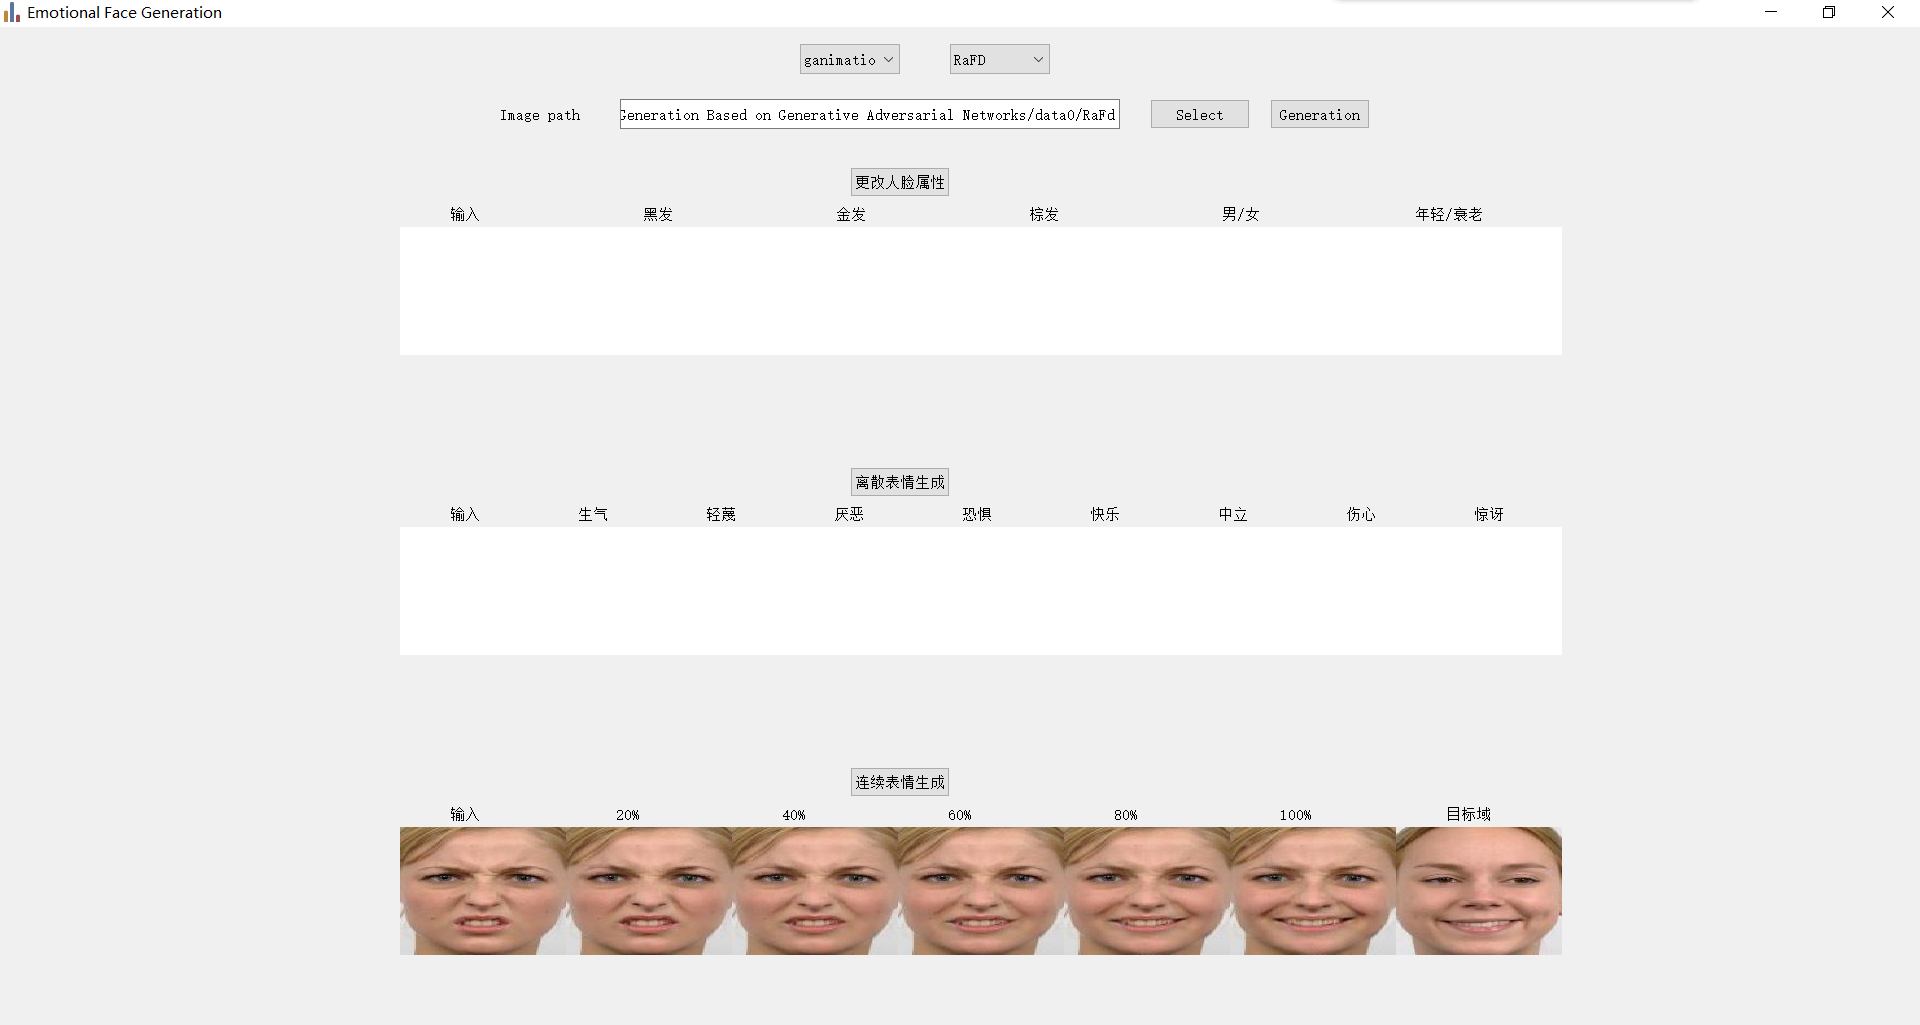 Emotional Face Generation
ganimatio RaFD
Image path Generation Based on Generative Adversarial Networks/data0/RaFd Select Generation
更改人脸属性
输入 黑发 金发 棕发 男/女 年轻/衰老
离散表情生成
输入 生气 轻蔑 厌恶 恐惧 快乐 中立 伤心 惊讶
连续表情生成
输入 20% 40% 60% 80% 100% 目标域